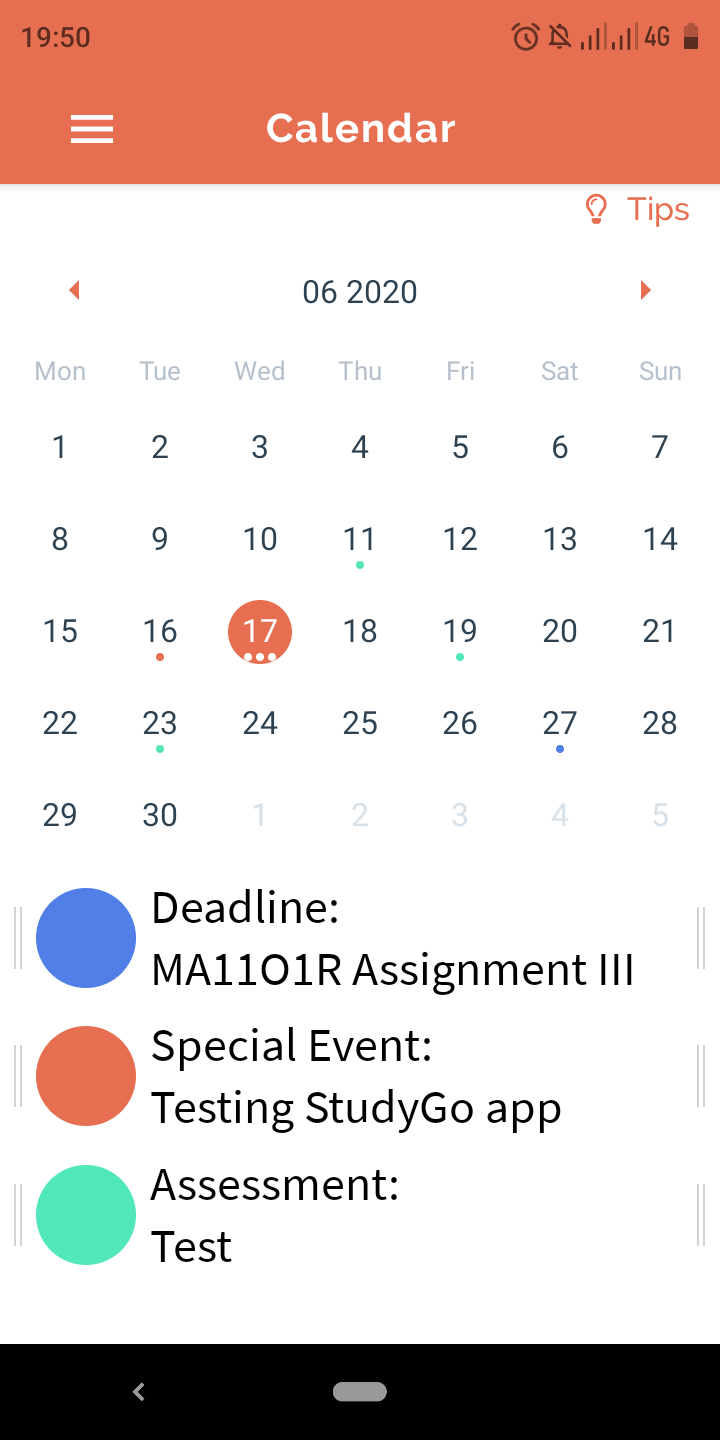 19:50 4G
Calendar
Tips
06 2020
Mon Tue Wed Thu Fri Sat Sun
1 2 3 4 5 6 7
8 9 10 11 12 13 14
15 16 17 18 19 20 21
22 23 24 25 26 27 28
29 30 1 2 3 4 5
Deadline:
MA11O1R Assignment III
Special Event:
Testing StudyGo app
Assessment:
Test